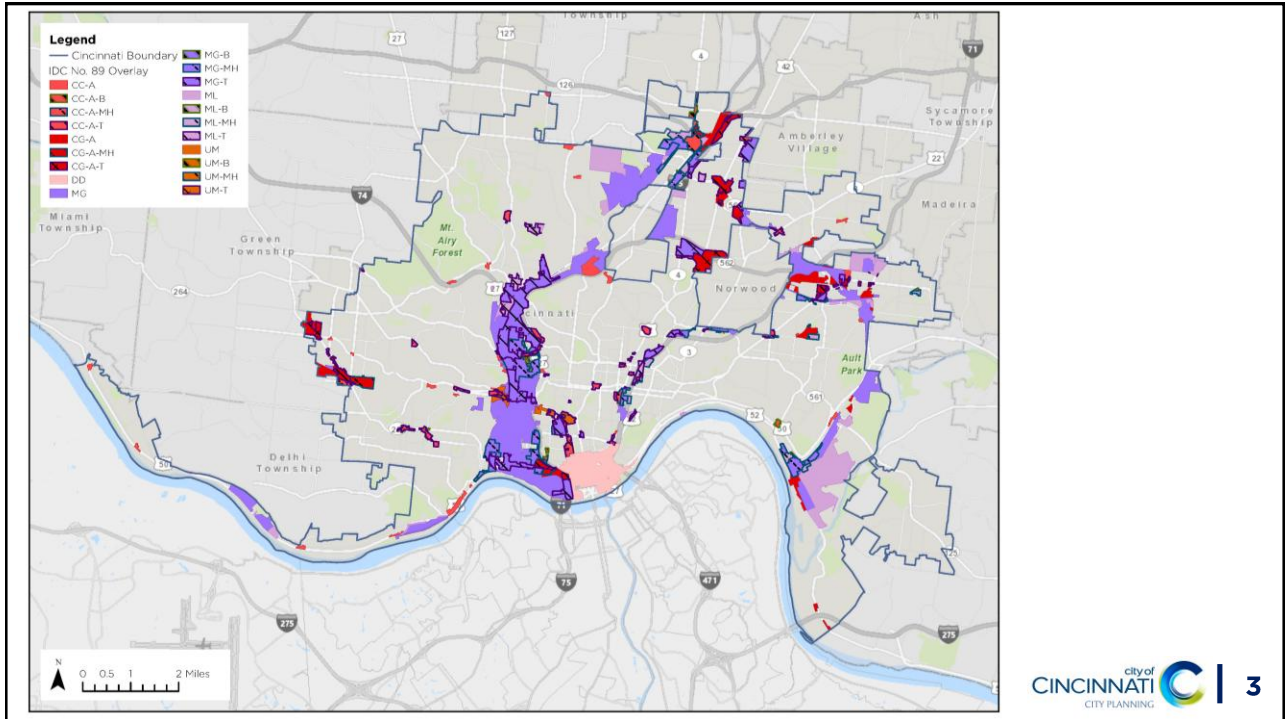 Legend
Cincinnati Boundary
IDC No. 89 Overlay
CC-A
CC-A-B
CC-A-MH
CC-A-T
CG-A
CG-A-MH
CG-A-T
DD
MG
MG-B
MG-MH
MG-T
ML
ML-B
ML-MH
ML-T
UM
UM-B
UM-MH
UM-T
Township
Ash
27
127
4
42
71
126
Sycamore
Township
Amberley
Village
22
Madeira
74
Miami
Township
Green
Township
Mt.
Airy
Forest
264
27
562
4
Norwood
cinnati
3
Ault
Park
561
52
50
50
Delhi
Township
71
75
471
275
275
N
0 0.5 1 2 Miles
city of
CINCINNATI
CITY PLANNING
3